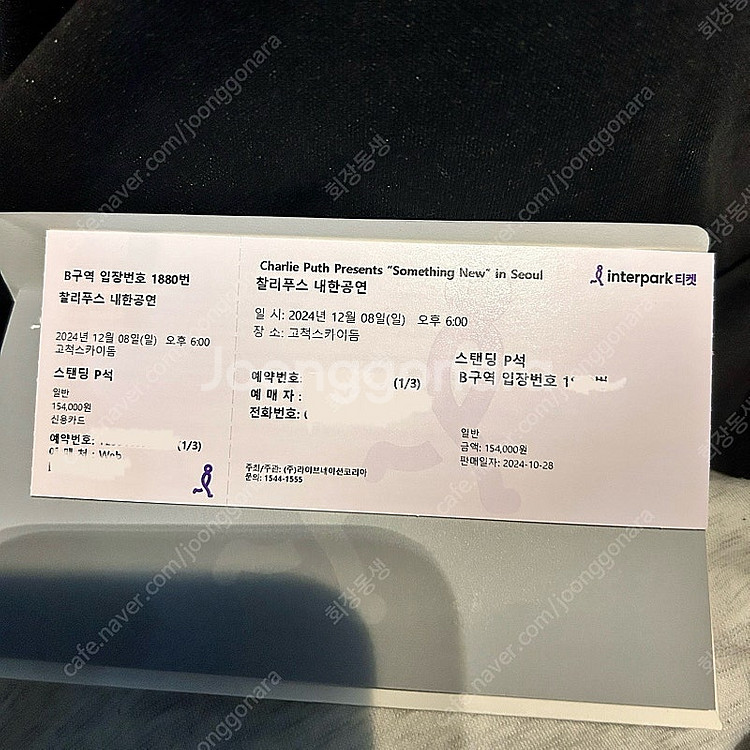 B구역 입장번호 1880번
찰리푸스 내한공연
2024년 12월 08일(일) 오후 6:00
고척스카이돔
스탠딩 P석
일반
154,000원
신용카드
예약번호:
(1/3)
Web
Charlie Puth Presents "Something New" in Seoul
찰리푸스 내한공연
일 시: 2024년 12월 08일(일) 오후 6:00
장 소: 고척스카이돔
예약번호:
(1/3)
예 매 자 :
전화번호: (
주최/주관: (주)라이브네이션코리아
문의: 1544-1555
interpark 티켓
스탠딩 P석
B구역 입장번호 1
일반
금액: 154,000원
판매일자: 2024-10-28
Joonggonara
cafe.naver.com/joonggonara
회장동생